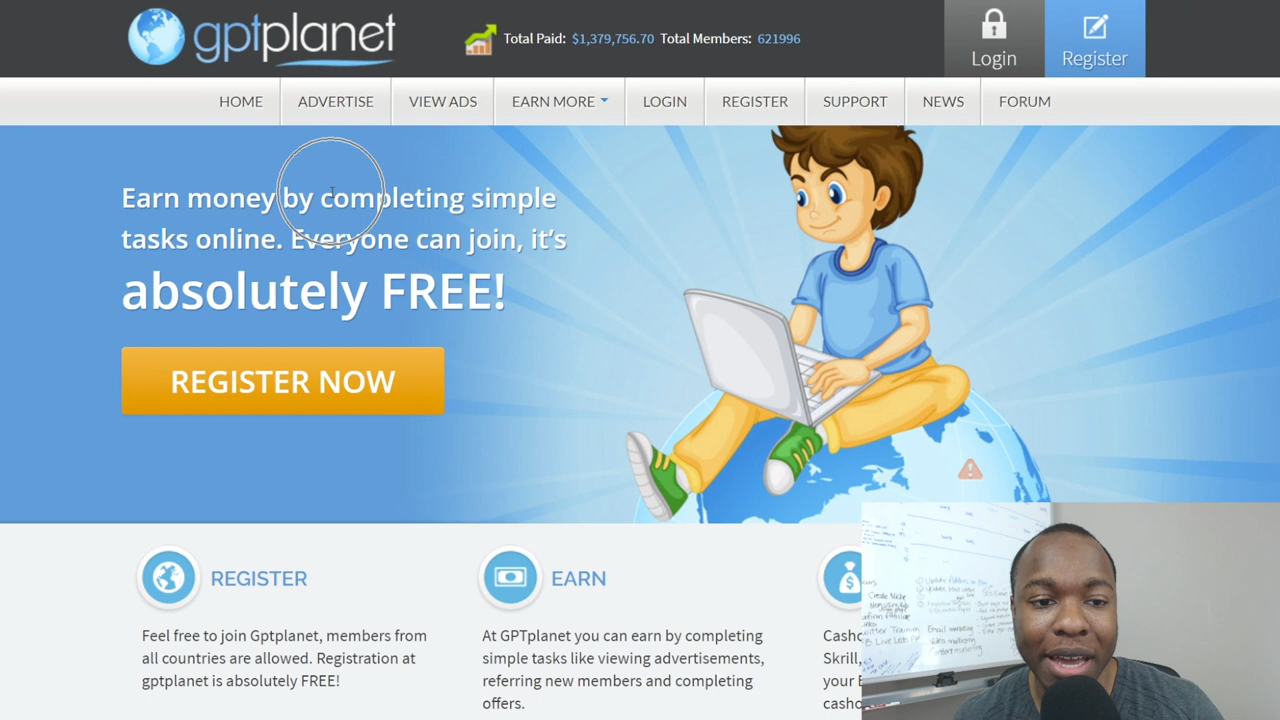 gptplanet
Total Paid: $1,379,756.70 Total Members: 621996
Login
Register
HOME
ADVERTISE
VIEW ADS
EARN MORE
LOGIN
REGISTER
SUPPORT
NEWS
FORUM
Earn money by completing simple
tasks online. Everyone can join, it's
absolutely FREE!
REGISTER NOW
REGISTER
Feel free to join Gptplanet, members from
all countries are allowed. Registration at
gptplanet is absolutely FREE!
EARN
At GPTplanet you can earn by completing
simple tasks like viewing advertisements,
referring new members and completing
offers.
Skrill,
Email marketing